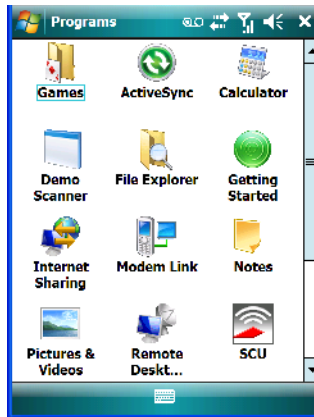 Programs
Games
ActiveSync
Calculator
Demo
Scanner
File Explorer
Getting
Started
Internet
Sharing
Modem Link
Notes
Pictures &
Videos
Remote
Deskt...
SCU